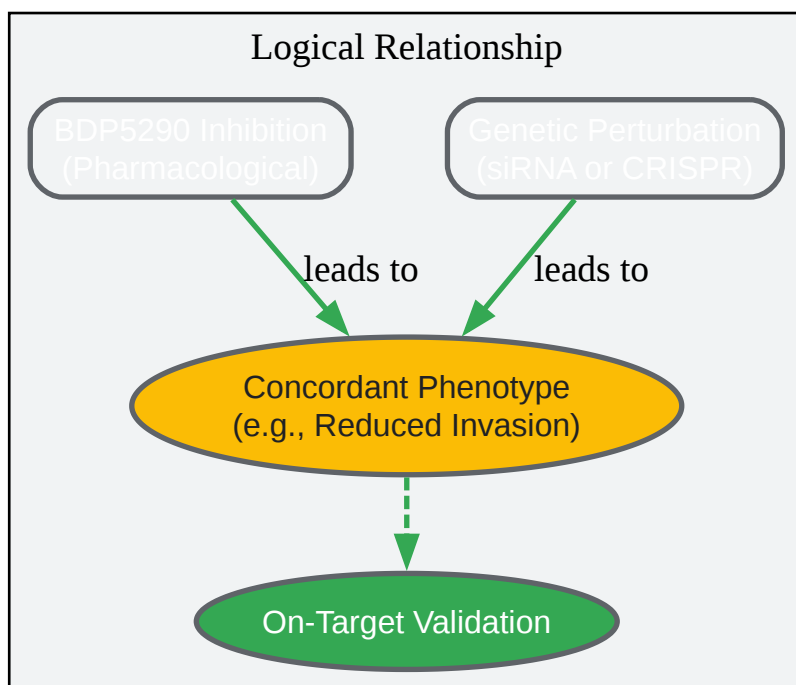 Logical Relationship
BDP5290 Inhibition
(Pharmacological)
Genetic Perturbation
(siRNA or CRISPR)
leads to
leads to
Concordant Phenotype
(e.g., Reduced Invasion)
On-Target Validation